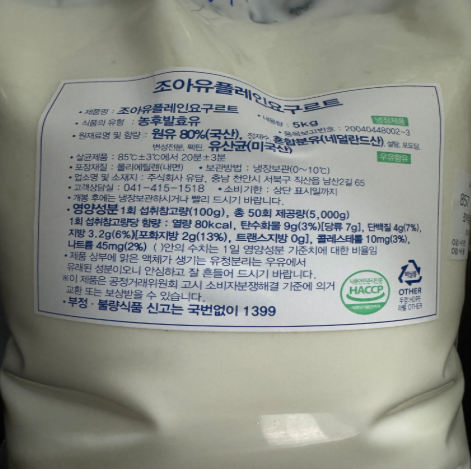 조아유플레인요구르트
• 제품명 : 조아유플레인요구르트
• 내용량 : 5kg
냉장제품
• 식품의 유형 : 농후발효유
• 품목보고번호 : 20040448002-3
• 원재료명 및 함량 : 원유 80%(국산), 정제수, 혼합분유(네덜란드산), 설탕, 포도당,
변성전분, 펙틴, 유산균(미국산)
우유함유
• 살균제품 : 85℃±3℃에서 20분±3분
• 포장재질 : 폴리에틸렌(내면)
• 보관방법 : 냉장보관(0~10℃)
• 업소명 및 소재지 : 주식회사 유담, 충남 천안시 서북구 직산읍 남산2길 65
• 고객상담실 : 041-415-1518
• 소비기한 : 상단 표시일까지
• 개봉 후에는 냉장보관하시거나 빨리 드시기 바랍니다.
• 영양성분 1회 섭취참고량(100g), 총 50회 제공량(5,000g)
1회 섭취참고량당 함량 : 열량 80kcal, 탄수화물 9g(3%)[당류 7g], 단백질 4g(7%),
지방 3.2g(6%)[포화지방 2g(13%), 트랜스지방 0g], 콜레스테롤 10mg(3%),
나트륨 45mg(2%) ( )안의 수치는 1일 영양성분 기준치에 대한 비율임
• 제품 상부에 맑은 액체가 생기는 유청분리는 우유에서
유래된 성분이오니 안심하고 잘 흔들어 드시기 바랍니다.
※이 제품은 공정거래위원회 고시 소비자분쟁해결 기준에 의거
교환 또는 보상받을 수 있습니다.
• 부정 · 불량식품 신고는 국번없이 1399
HACCP
OTHER